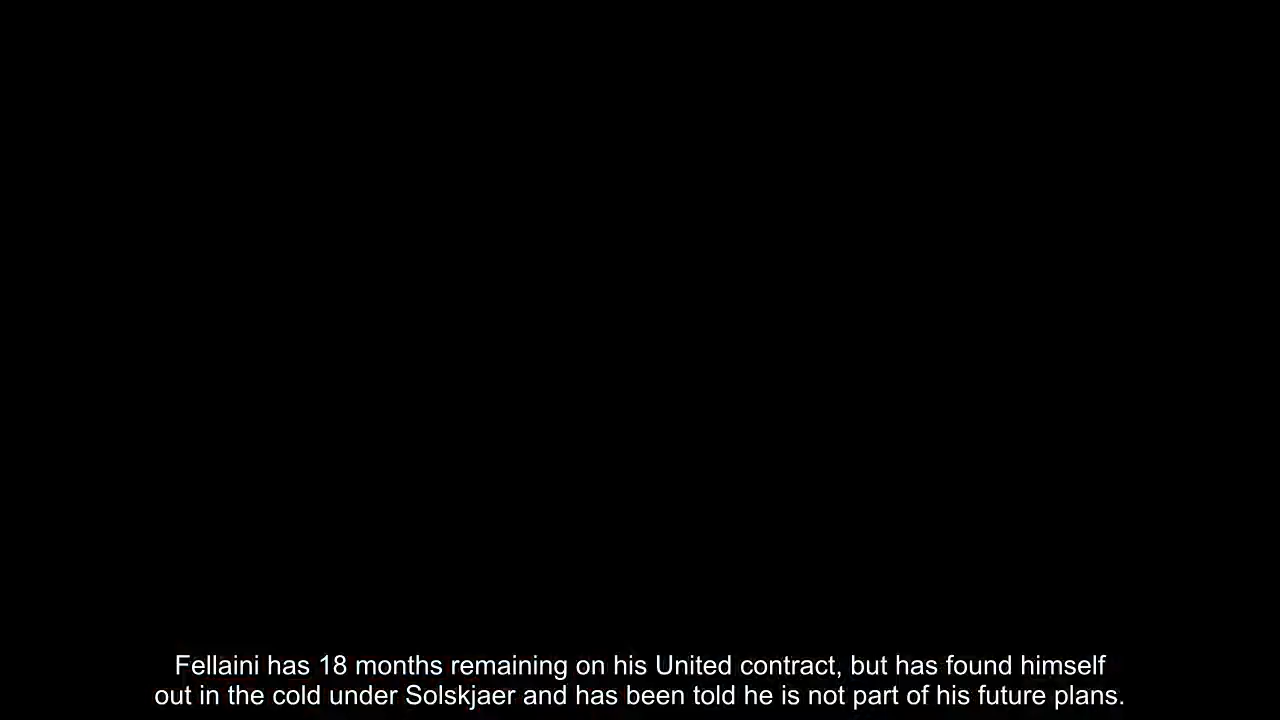 Fellaini has 18 months remaining on his United contract, but has found himself
out in the cold under Solskjaer and has been told he is not part of his future plans.